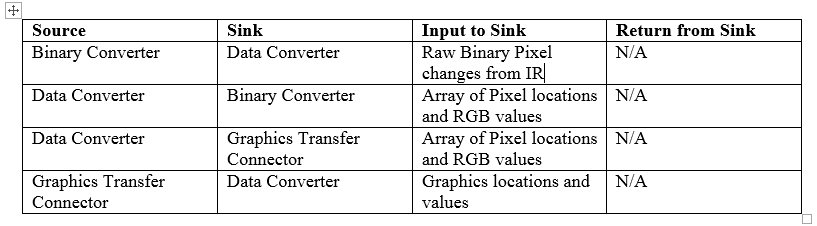 Source Sink Input to Sink Return from Sink
Binary Converter Data Converter Raw Binary Pixel N/A
changes from IR
Data Converter Binary Converter Array of Pixel locations N/A
and RGB values
Data Converter Graphics Transfer Array of Pixel locations N/A
Connector and RGB values
Graphics Transfer Data Converter Graphics locations and N/A
Connector values